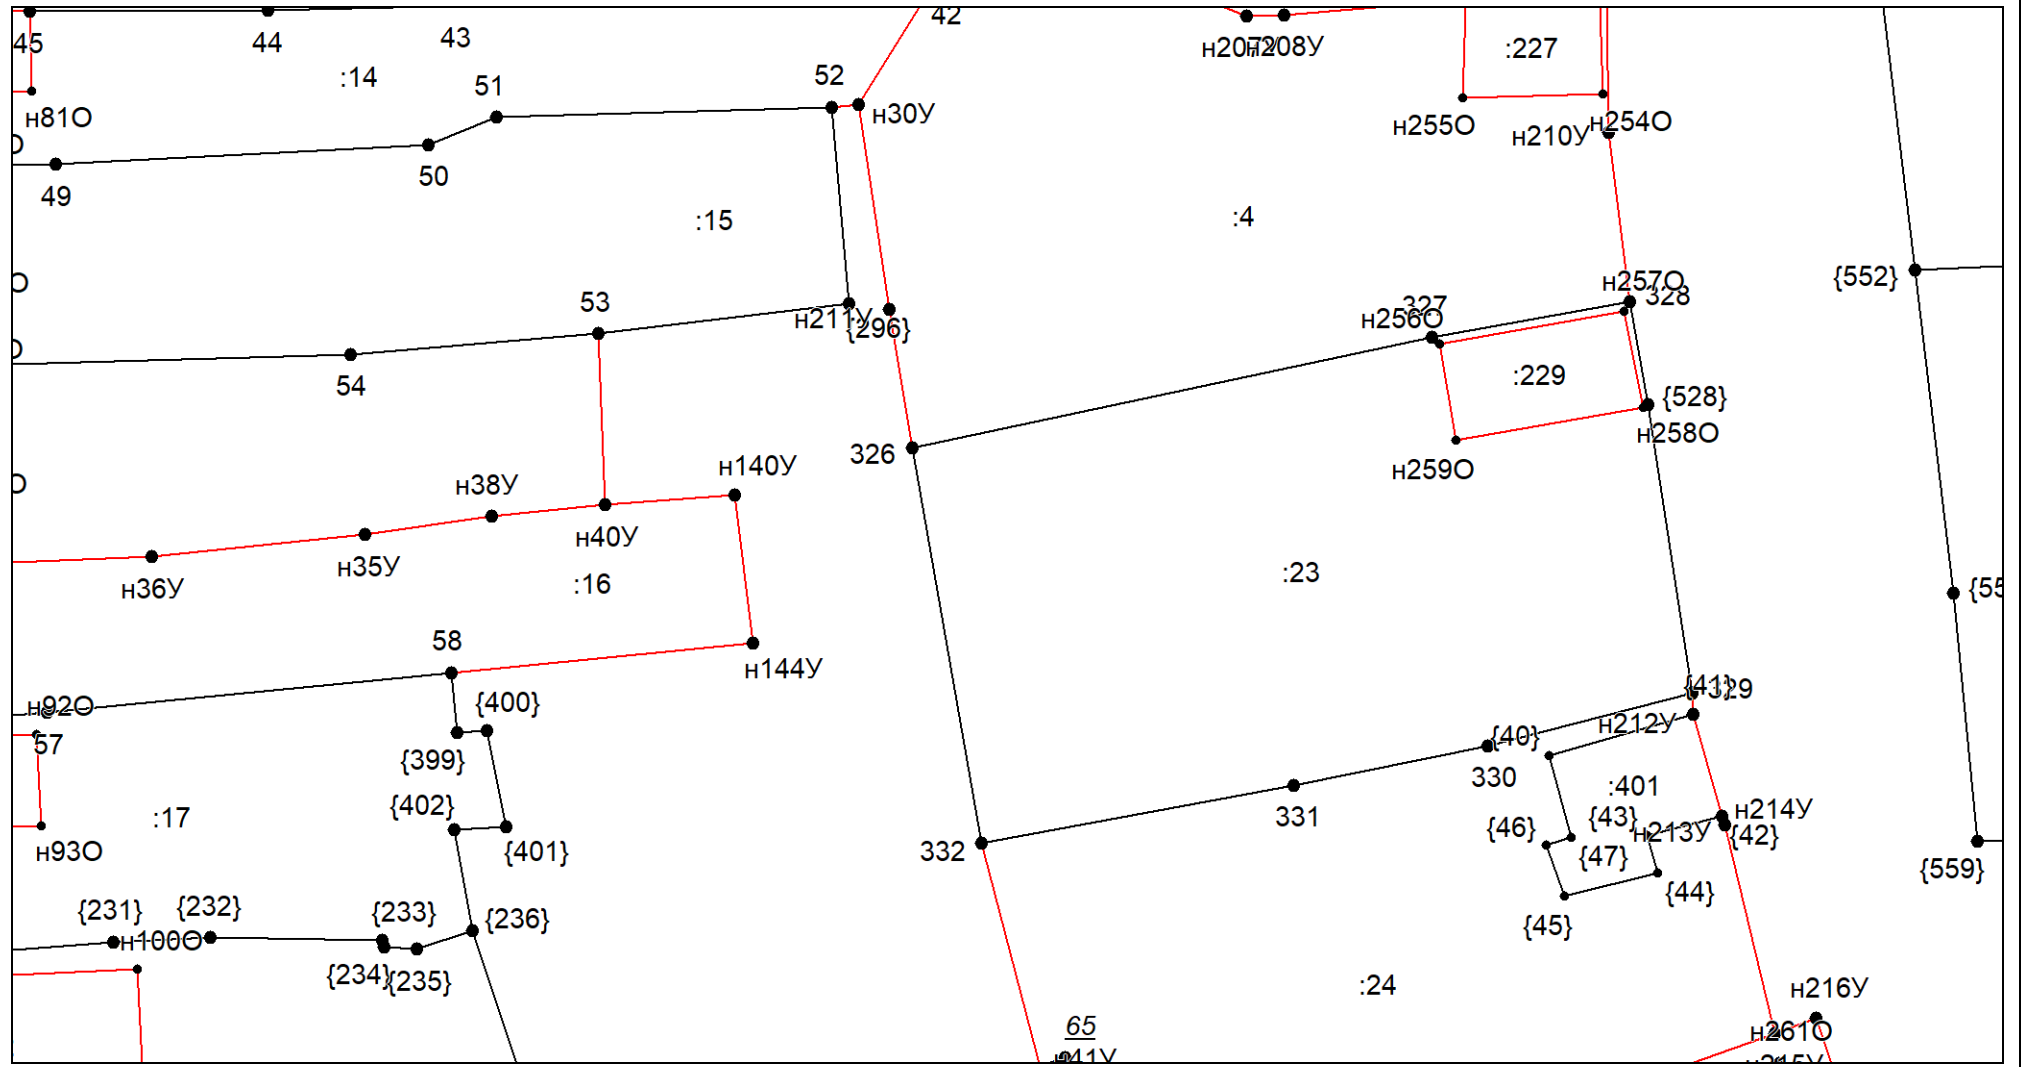 42
45
44
43
н207У
н208У
:227
:14
52
51
н81О
н30У
н255О
н254О
н210У
О
50
49
:15
:4
{552}
О
н257О
328
53
327
н211У
{296}
н256О
О
54
:229
{528}
н258О
326
н140У
н259О
О
н38У
н40У
н35У
:23
:16
н36У
58
н144У
{41}
329
{400}
н92О
н212У
57
{40}
{399}
330
:401
{402}
н214У
331
:17
{43}
{46}
н213У
{42}
н93О
{401}
332
{47}
{559}
{44}
{231}
{232}
{233}
{236}
{45}
н100О
{234}
{235}
:24
н216У
65
н261О
н41У
н215У